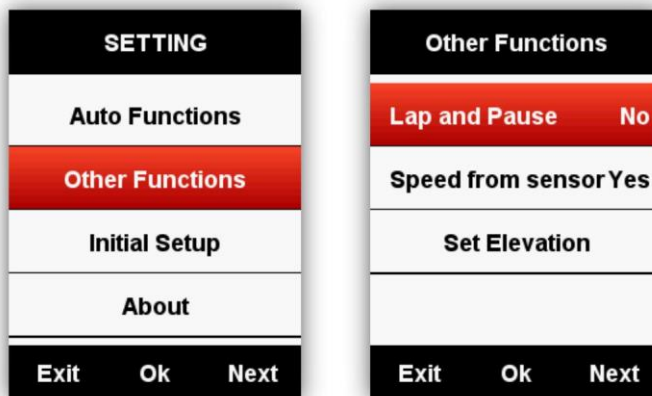 SETTING
Auto Functions
Other Functions
Initial Setup
About
Exit Ok Next
Other Functions
Lap and Pause No
Speed from sensor Yes
Set Elevation
Exit Ok Next